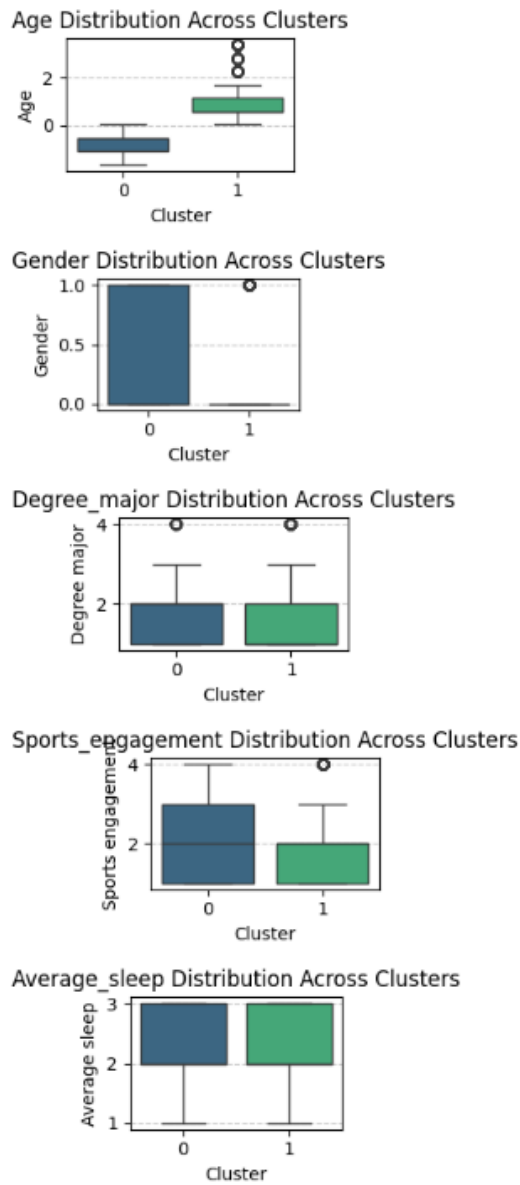 Age Distribution Across Clusters
2
0
Age
0 1
Cluster
Gender Distribution Across Clusters
1.0
0.5
0.0
Gender
0 1
Cluster
Degree_major Distribution Across Clusters
4
2
Degree major
0 1
Cluster
Sports_engagement Distribution Across Clusters
4
2
Sports engagement
0 1
Cluster
Average_sleep Distribution Across Clusters
3
2
1
Average sleep
0 1
Cluster